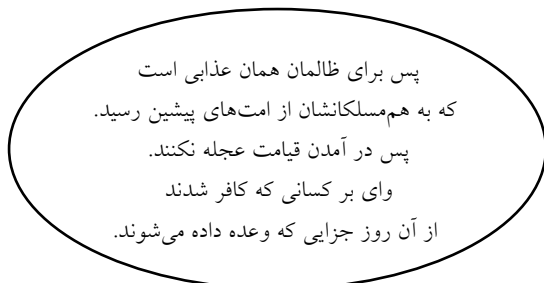 پس برای ظالمان همان عذابی است
که به هم‌مسلکانشان از امت‌های پیشین رسید.
پس در آمدن قیامت عجله نکنند.
وای بر کسانی که کافر شدند
از آن روز جزایی که وعده داده می‌شوند.